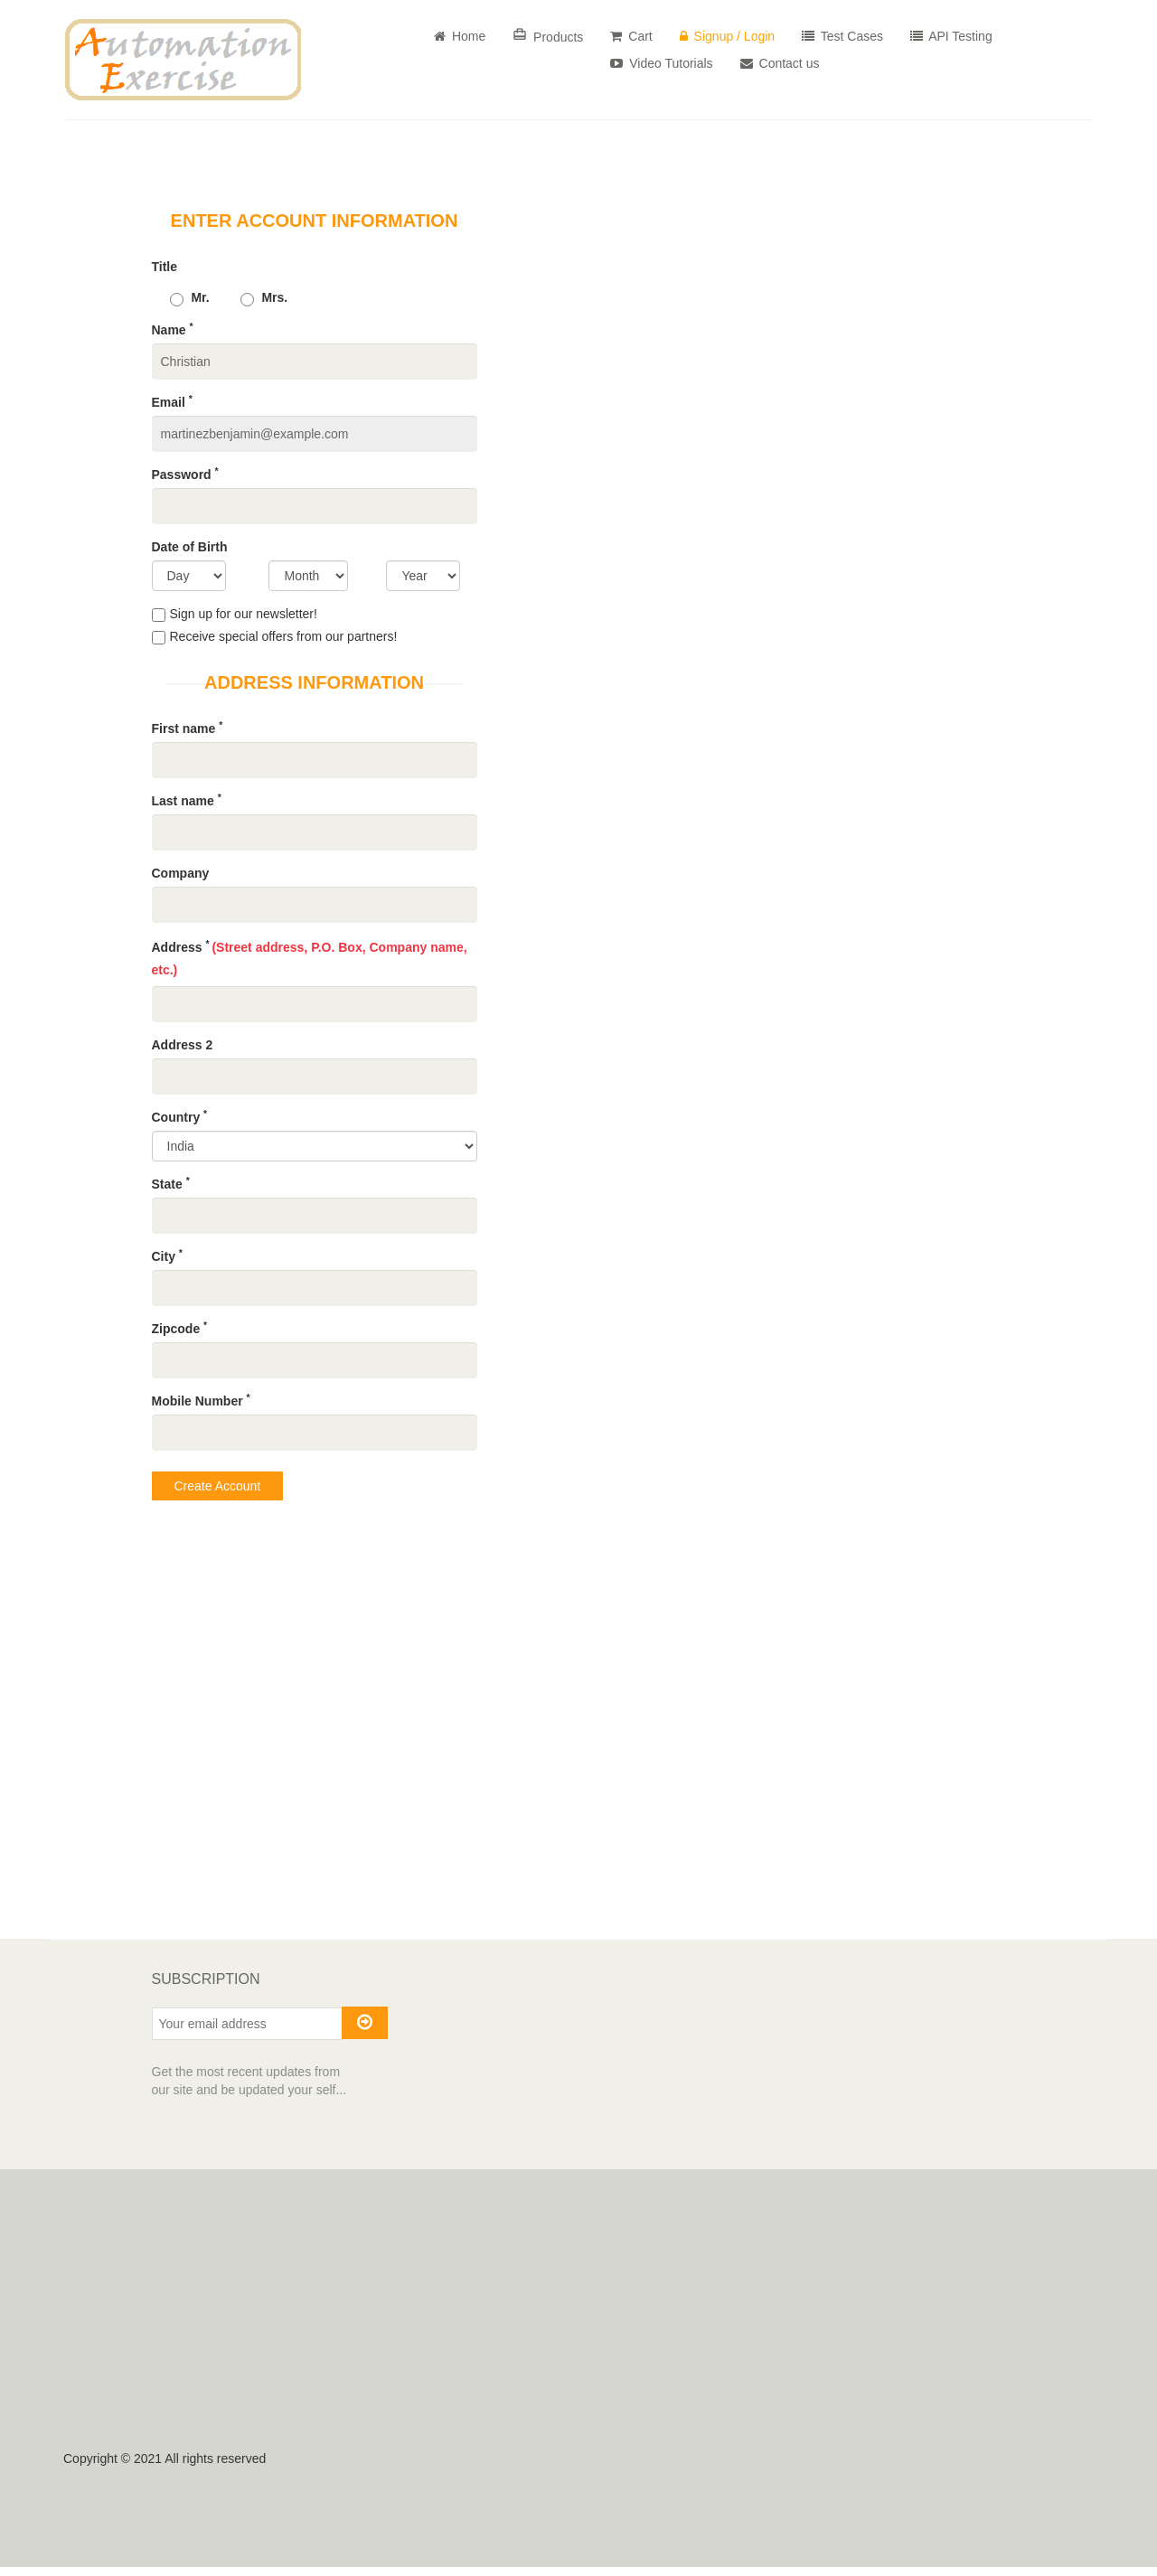 Automation
Exercise
Home
Products
Cart
Signup / Login
Test Cases
API Testing
Video Tutorials
Contact us
ENTER ACCOUNT INFORMATION
Title
Mr.
Mrs.
Name *
Christian
Email *
martinezbenjamin@example.com
Password *
Date of Birth
Day
Month
Year
Sign up for our newsletter!
Receive special offers from our partners!
ADDRESS INFORMATION
First name *
Last name *
Company
Address * (Street address, P.O. Box, Company name,
etc.)
Address 2
Country *
India
State *
City *
Zipcode *
Mobile Number *
Create Account
SUBSCRIPTION
Your email address
Get the most recent updates from
our site and be updated your self...
Copyright © 2021 All rights reserved